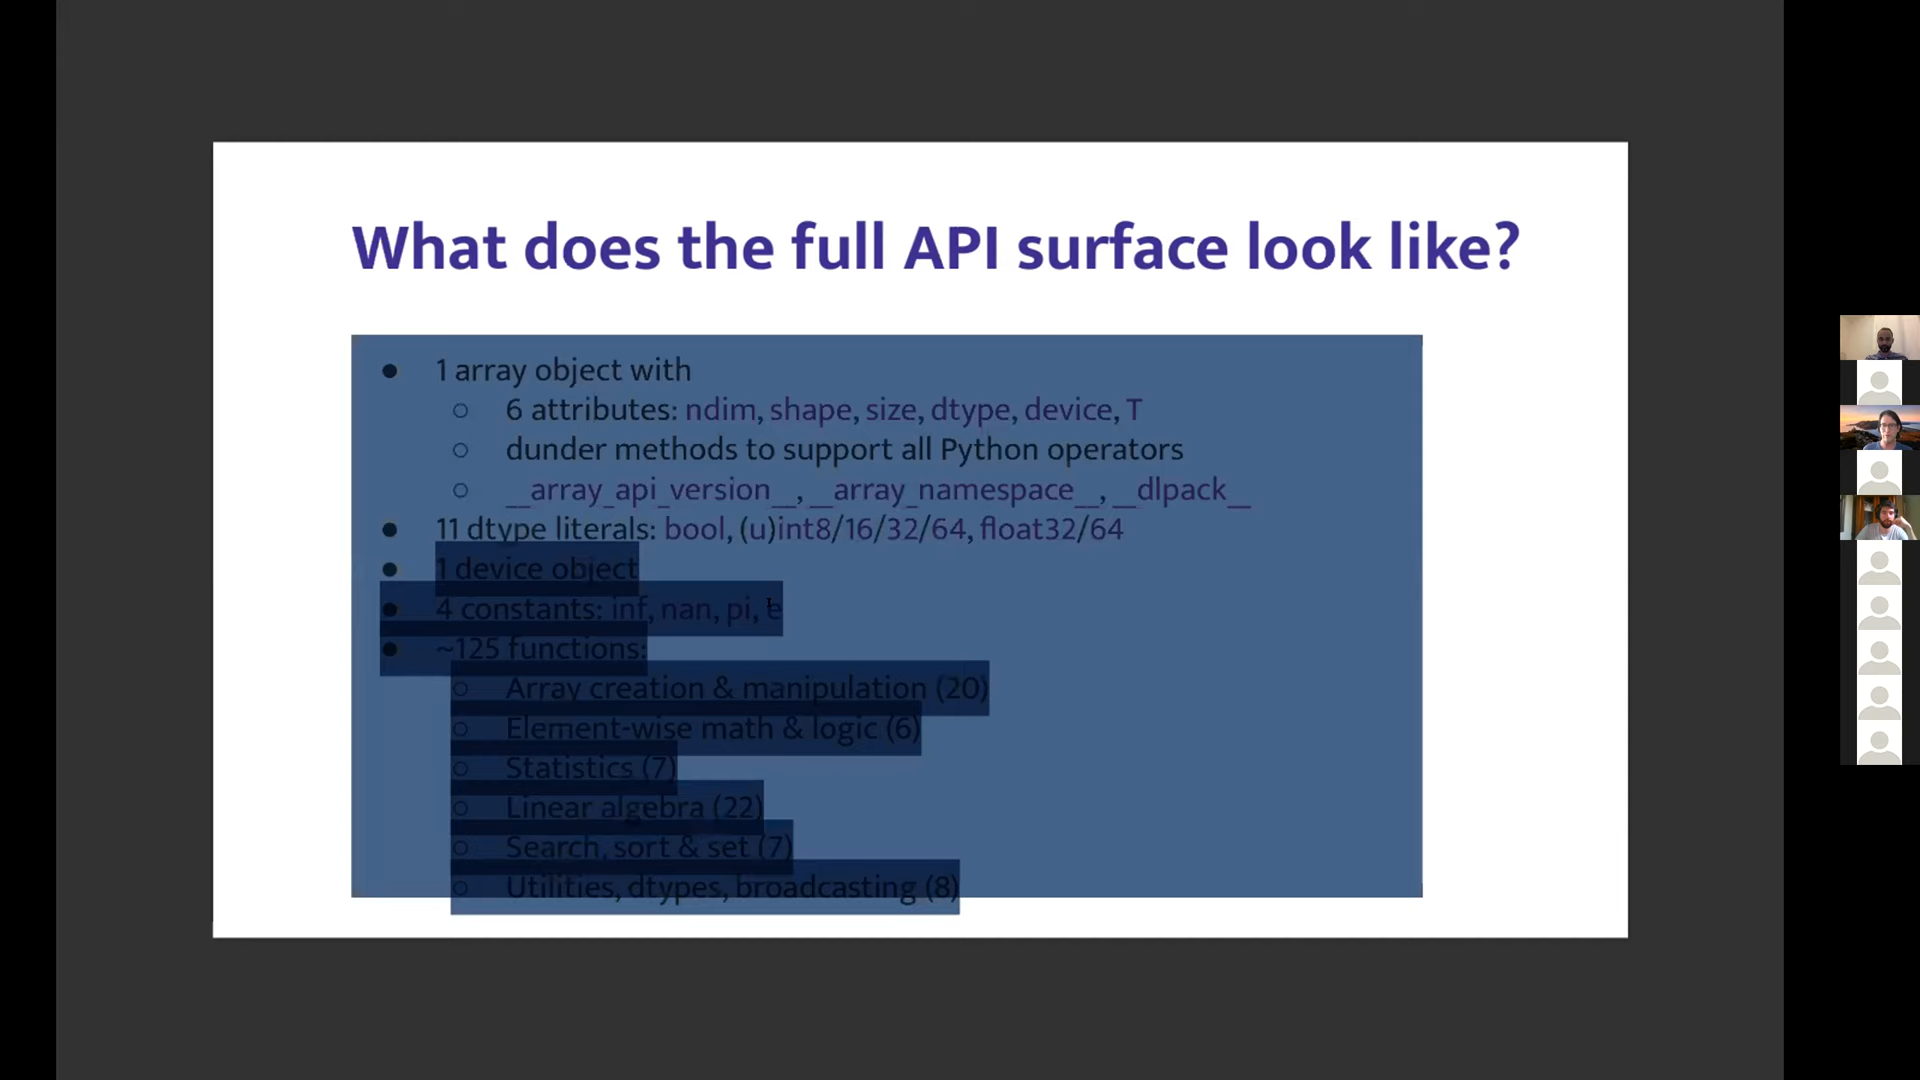 What does the full API surface look like?
● 1 array object with
○ 6 attributes: ndim, shape, size, dtype, device, T
○ dunder methods to support all Python operators
○ __array_api_version__, __array_namespace__, __dlpack__
● 11 dtype literals: bool, (u)int8/16/32/64, float32/64
● 1 device object
● 4 constants: inf, nan, pi, e
● ~125 functions:
○ Array creation & manipulation (20)
○ Element-wise math & logic (6)
○ Statistics (7)
○ Linear algebra (22)
○ Search, sort & set (7)
○ Utilities, dtypes, broadcasting (8)